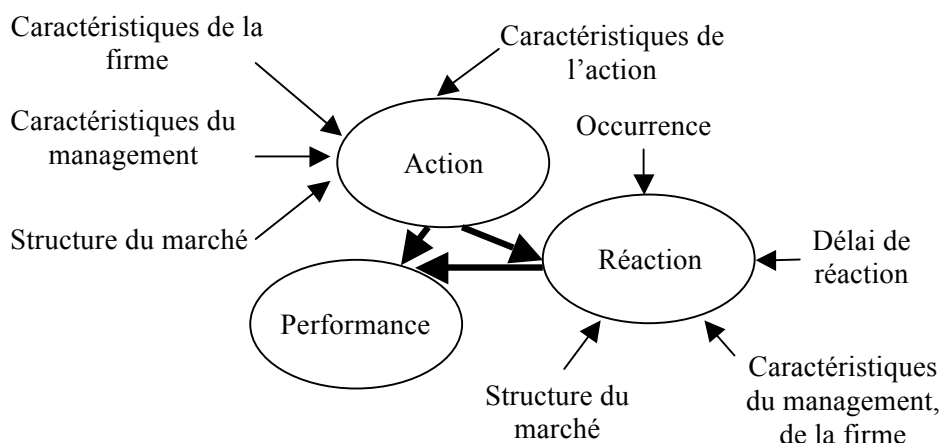 Caractéristiques de la
firme
Caractéristiques de
l’action
Caractéristiques du
management
Occurrence
Action
Structure du marché
Réaction
Délai de
réaction
Performance
Structure du
marché
Caractéristiques
du management,
de la firme